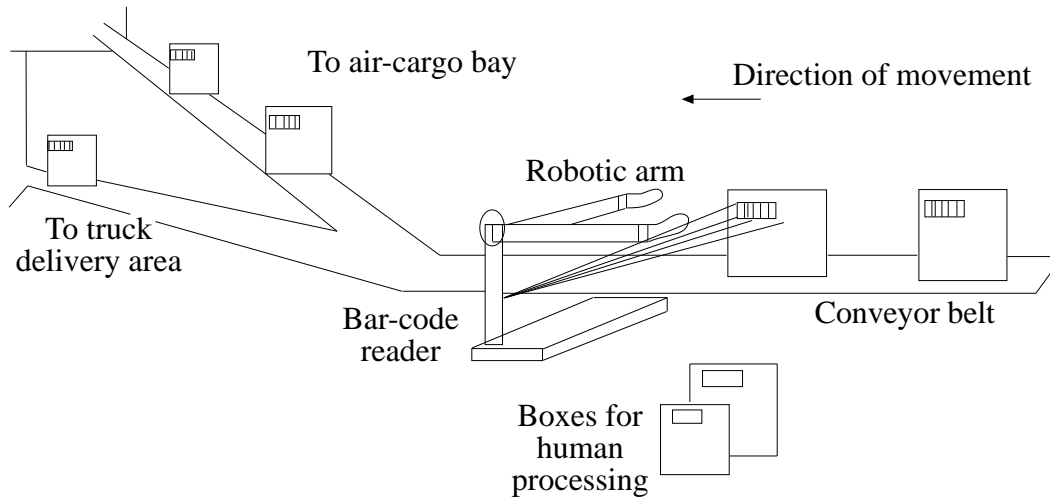 To air-cargo bay
Direction of movement
Robotic arm
To truck
delivery area
Bar-code
reader
Conveyor belt
Boxes for
human
processing